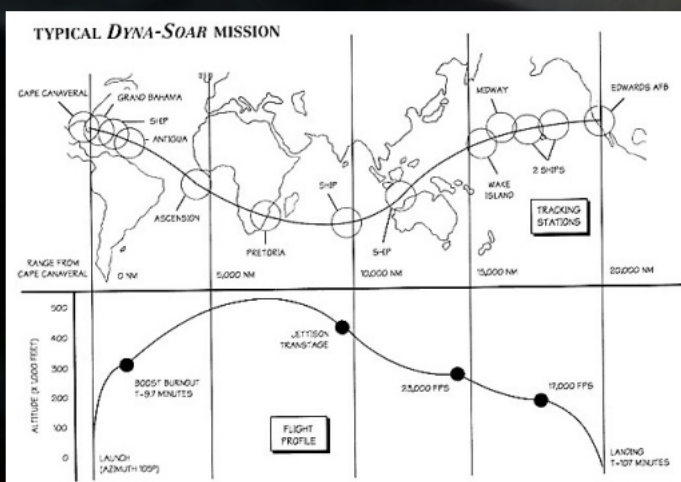 TYPICAL DYNA-SOAR MISSION
CAPE CANAVERAL
GRAND BAHAMA
SHIP
ANTIGUA
ASCENSION
PRETORIA
SHIP
SHIP
MIDWAY
WAKE
ISLAND
2 SHIPS
EDWARDS AFB
TRACKING
STATIONS
RANGE FROM
CAPE CANAVERAL
0 NM
5,000 NM
10,000 NM
15,000 NM
20,000 NM
ALTITUDE (X 1,000 FEET)
500
400
300
200
100
0
BOOST BURNOUT
T=9.7 MINUTES
JETTISON
TRANSTAGE
23,000 FPS
17,000 FPS
FLIGHT
PROFILE
LAUNCH
(AZIMUTH 105°)
LANDING
T=107 MINUTES